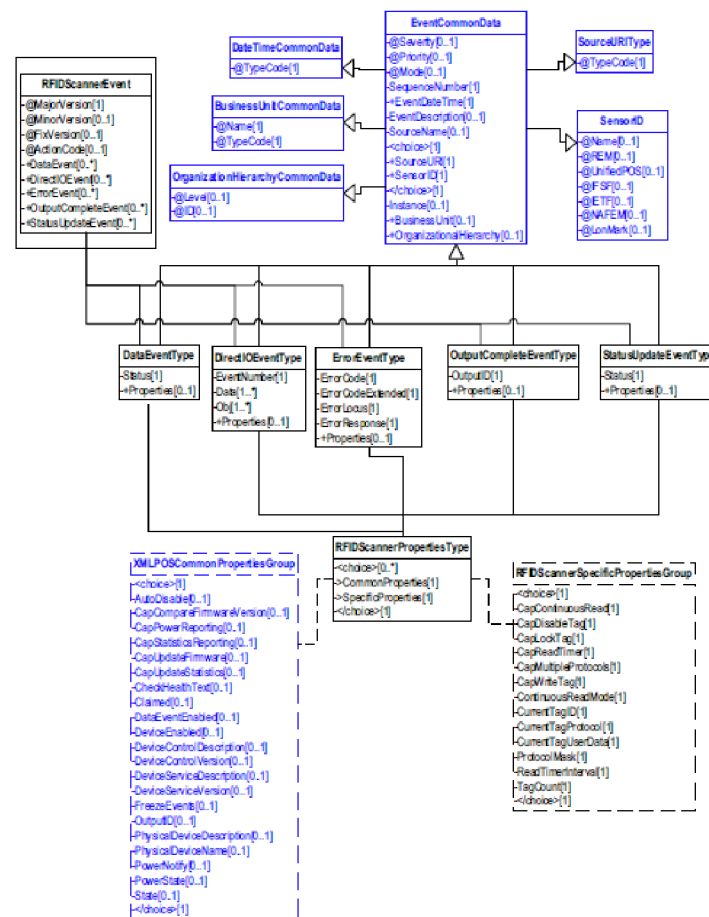 EventCommonData
-@Severity[0..1]
-@Priority[0..1]
-@Mode[0..1]
-SequenceNumber[1]
-+EventDateTime[1]
-EventDescription[0..1]
-SourceName[0..1]
-<choice>[1]
-+SourceURI[1]
-+SensorID[1]
-</choice>[1]
-Instance[0..1]
-+BusinessUnit[0..1]
-+OrganizationalHierarchy[0..1]
DateTimeCommonData
-@TypeCode[1]
SourceURIType
-@TypeCode[1]
RFIDScannerEvent
-@MajorVersion[1]
-@MinorVersion[0..1]
-@FixVersion[0..1]
-@ActionCode[0..1]
-+DataEvent[0..*]
-+DirectIOEvent[0..*]
-+ErrorEvent[0..*]
-+OutputCompleteEvent[0..*]
-+StatusUpdateEvent[0..*]
BusinessUnitCommonData
-@Name[1]
-@TypeCode[1]
SensorID
-@Name[0..1]
-@REM[0..1]
-@UnifiedPOS[0..1]
-@IFSF[0..1]
-@ETF[0..1]
-@NAFEM[0..1]
-@LonMark[0..1]
OrganizationHierarchyCommonData
-@Level[0..1]
-@ID[0..1]
DataEventType
-Status[1]
-+Properties[0..1]
DirectIOEventType
-EventNumber[1]
-Data[1..*]
-Obj[1..*]
-+Properties[0..1]
ErrorEventType
-ErrorCode[1]
-ErrorCodeExtended[1]
-ErrorLocus[1]
-ErrorResponse[1]
-+Properties[0..1]
OutputCompleteEventType
-OutputID[1]
-+Properties[0..1]
StatusUpdateEventType
-Status[1]
-+Properties[0..1]
RFIDScannerPropertiesType
-<choice>[0..*]
->CommonProperties[1]
->SpecificProperties[1]
-</choice>[1]
XMLPOSCommonPropertiesGroup
-<choice>[1]
-AutoDisable[0..1]
-CapCompareFirmwareVersion[0..1]
-CapPowerReporting[0..1]
-CapStatisticsReporting[0..1]
-CapUpdateFirmware[0..1]
-CapUpdateStatistics[0..1]
-CheckHealthText[0..1]
-Claimed[0..1]
-DataEventEnabled[0..1]
-DeviceEnabled[0..1]
-DeviceControlDescription[0..1]
-DeviceControlVersion[0..1]
-DeviceServiceDescription[0..1]
-DeviceServiceVersion[0..1]
-FreezeEvents[0..1]
-OutputID[0..1]
-PhysicalDeviceDescription[0..1]
-PhysicalDeviceName[0..1]
-PowerNotify[0..1]
-PowerState[0..1]
-State[0..1]
-</choice>[1]
RFIDScannerSpecificPropertiesGroup
-<choice>[1]
-CapContinuousRead[1]
-CapDisableTag[1]
-CapLockTag[1]
-CapReadTimer[1]
-CapMultipleProtocols[1]
-CapWriteTag[1]
-ContinuousReadMode[1]
-CurrentTagID[1]
-CurrentTagProtocol[1]
-CurrentTagUserData[1]
-ProtocolMask[1]
-ReadTimerInterval[1]
-TagCount[1]
-</choice>[1]